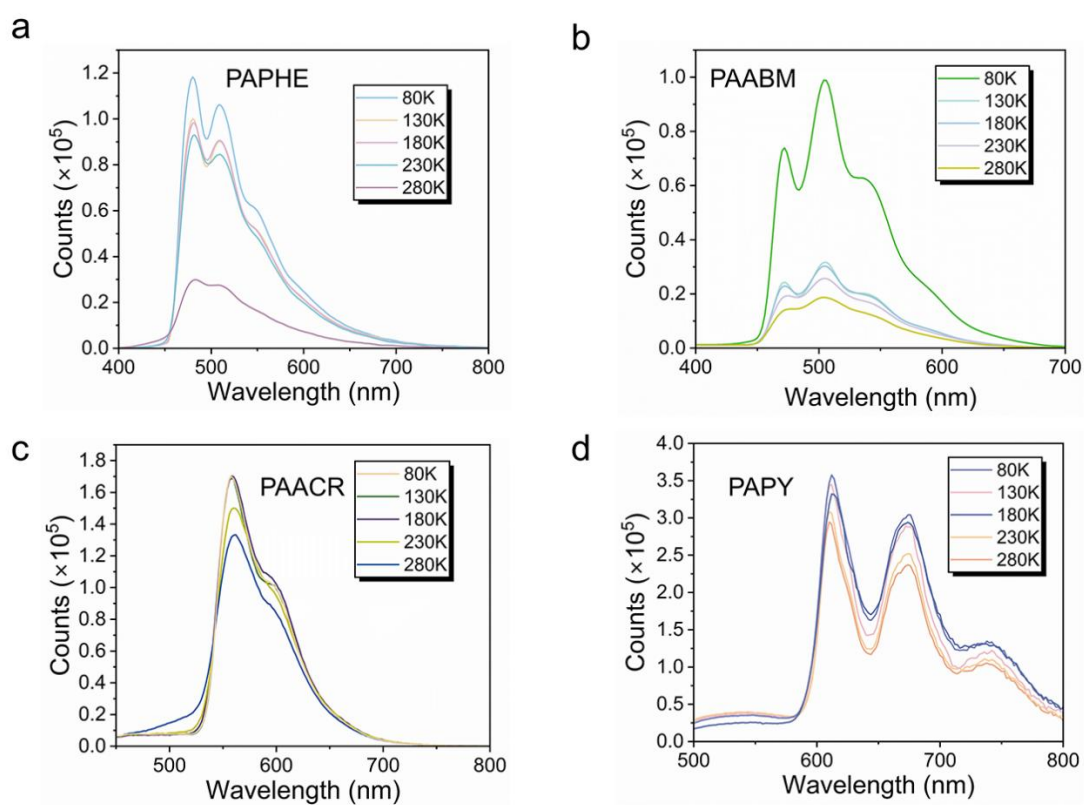 a
PAPHE
80K
130K
180K
230K
280K
Counts (×10⁵)
1.2
1.0
0.8
0.6
0.4
0.2
0.0
400 500 600 700 800
Wavelength (nm)
b
PAABM
80K
130K
180K
230K
280K
Counts (×10⁵)
1.0
0.8
0.6
0.4
0.2
0.0
400 500 600 700
Wavelength (nm)
c
PAACR
80K
130K
180K
230K
280K
Counts (×10⁵)
1.8
1.6
1.4
1.2
1.0
0.8
0.6
0.4
0.2
0.0
500 600 700 800
Wavelength (nm)
d
PAPY
80K
130K
180K
230K
280K
Counts (×10⁵)
4.0
3.5
3.0
2.5
2.0
1.5
1.0
0.5
0.0
500 600 700 800
Wavelength (nm)